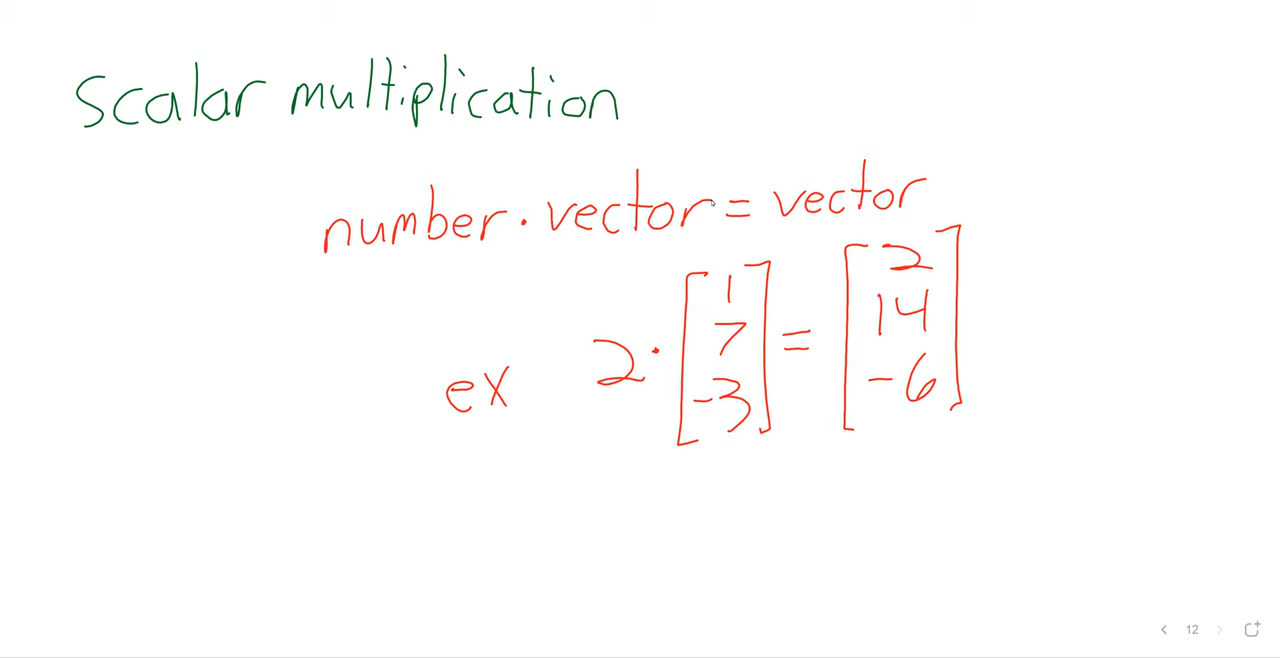 Scalar multiplication
number · vector = vector
ex 2 · [1 7 -3] = [2 14 -6]
12